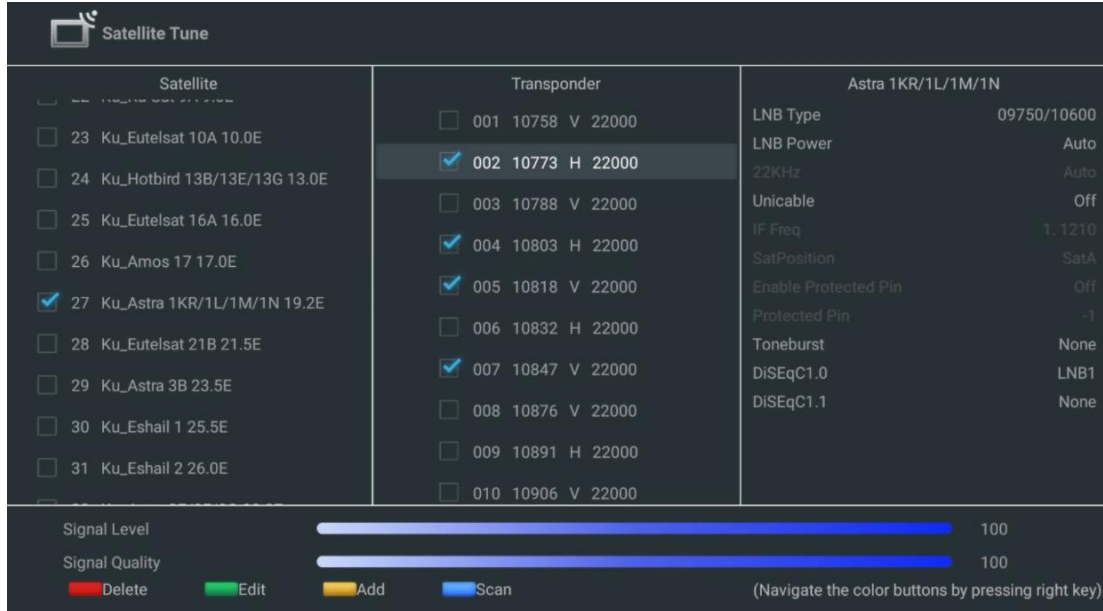 Satellite Tune
Satellite
23 Ku_Eutelsat 10A 10.0E
24 Ku_Hotbird 13B/13E/13G 13.0E
25 Ku_Eutelsat 16A 16.0E
26 Ku_Amos 17 17.0E
27 Ku_Astra 1KR/1L/1M/1N 19.2E
28 Ku_Eutelsat 21B 21.5E
29 Ku_Astra 3B 23.5E
30 Ku_Eshail 1 25.5E
31 Ku_Eshail 2 26.0E
Transponder
001 10758 V 22000
002 10773 H 22000
003 10788 V 22000
004 10803 H 22000
005 10818 V 22000
006 10832 H 22000
007 10847 V 22000
008 10876 V 22000
009 10891 H 22000
010 10906 V 22000
Astra 1KR/1L/1M/1N
LNB Type 09750/10600
LNB Power Auto
22KHz Auto
Unicable Off
IF Freq 1. 1210
SatPosition SatA
Enable Protected Pin Off
Protected Pin -1
Toneburst None
DiSEqC1.0 LNB1
DiSEqC1.1 None
Signal Level 100
Signal Quality 100
Delete Edit Add Scan (Navigate the color buttons by pressing right key)